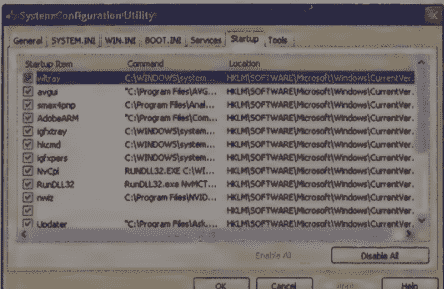 System Configuration Utility
General SYSTEM.INI WIN.INI BOOT.INI Services Startup Tools
Startup Item Command Location
C:\WINDOWS\system... HKLM\SOFTWARE\Microsoft\Windows\CurrentVer...
avgui "C:\Program Files\AVG... HKLM\SOFTWARE\Microsoft\Windows\CurrentVer...
smax4pnp C:\Program Files\Anal... HKLM\SOFTWARE\Microsoft\Windows\CurrentVer...
AdobeARM "C:\Program Files\Com... HKLM\SOFTWARE\Microsoft\Windows\CurrentVer...
igfxtray C:\WINDOWS\system... HKLM\SOFTWARE\Microsoft\Windows\CurrentVer...
hkcmd C:\WINDOWS\system... HKLM\SOFTWARE\Microsoft\Windows\CurrentVer...
igfxpers C:\WINDOWS\system... HKLM\SOFTWARE\Microsoft\Windows\CurrentVer...
NvCpl RUNDLL32.EXE C:\WI... HKLM\SOFTWARE\Microsoft\Windows\CurrentVer...
RunDLL32 RunDLL32.exe NvMCT... HKLM\SOFTWARE\Microsoft\Windows\CurrentVer...
nwiz C:\Program Files\NVID... HKLM\SOFTWARE\Microsoft\Windows\CurrentVer...
HKLM\SOFTWARE\Microsoft\Windows\CurrentVer...
Updater "C:\Program Files\Ask... HKLM\SOFTWARE\Microsoft\Windows\CurrentVer...
Enable All Disable All
OK Cancel Help